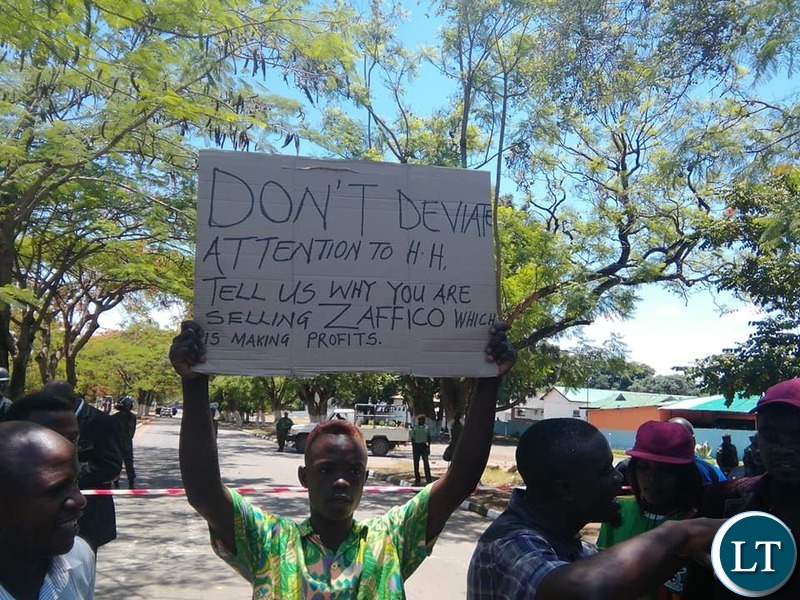 DON'T DEVIATE
ATTENTION TO H.H.
TELL US WHY YOU ARE
SELLING ZAFFICO WHICH
IS MAKING PROFITS.
LT